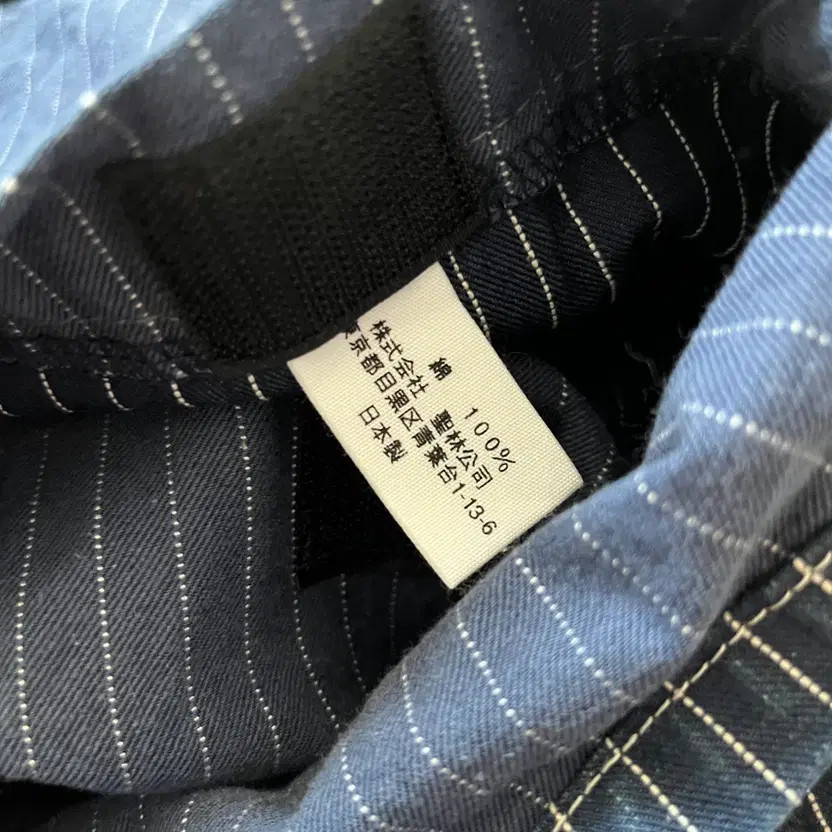 綿 100%
株式会社 聖林公司
東京都目黒区青葉台1-13-6
日本製